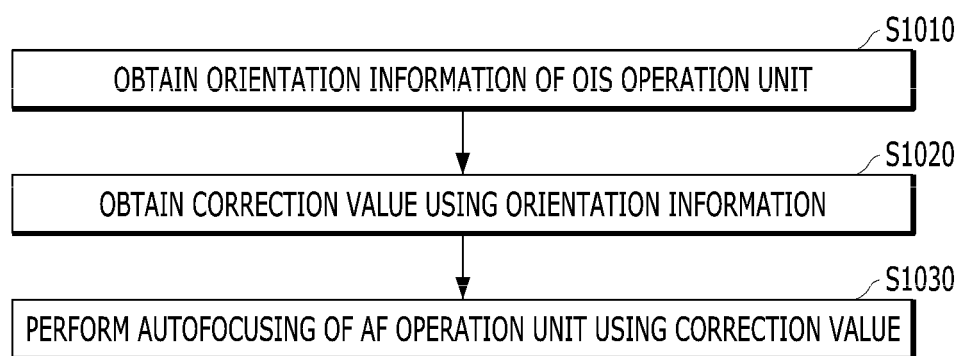 S1010
OBTAIN ORIENTATION INFORMATION OF OIS OPERATION UNIT
S1020
OBTAIN CORRECTION VALUE USING ORIENTATION INFORMATION
S1030
PERFORM AUTOFOCUSING OF AF OPERATION UNIT USING CORRECTION VALUE